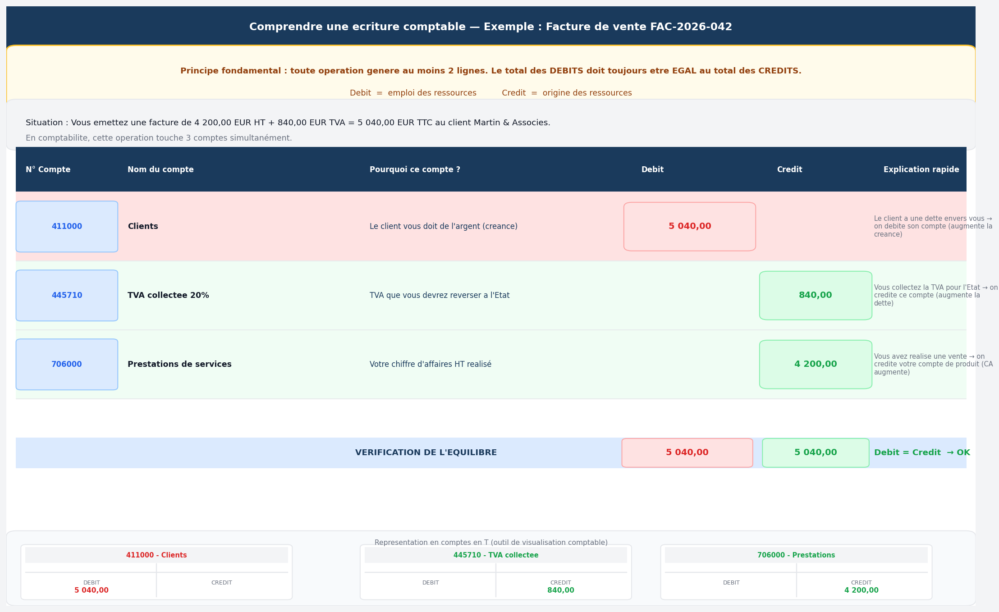 Comprendre une ecriture comptable — Exemple : Facture de vente FAC-2026-042
Principe fondamental : toute operation genere au moins 2 lignes. Le total des DEBITS doit toujours etre EGAL au total des CREDITS.
Debit = emploi des ressources Credit = origine des ressources
Situation : Vous emettez une facture de 4 200,00 EUR HT + 840,00 EUR TVA = 5 040,00 EUR TTC au client Martin & Associes.
En comptabilite, cette operation touche 3 comptes simultanément.
N° Compte Nom du compte Pourquoi ce compte ? Debit Credit Explication rapide
411000 Clients Le client vous doit de l'argent (creance) 5 040,00
Le client a une dette envers vous →
on debite son compte (augmente la
creance)
445710 TVA collectee 20% TVA que vous devrez reverser a l'Etat 840,00
Vous collectez la TVA pour l'Etat → on
credite ce compte (augmente la
dette)
706000 Prestations de services Votre chiffre d'affaires HT realisé 4 200,00
Vous avez realise une vente → on
credite votre compte de produit (CA
augmente)
VERIFICATION DE L'EQUILIBRE 5 040,00 5 040,00 Debit = Credit → OK
Representation en comptes en T (outil de visualisation comptable)
411000 - Clients
DEBIT CREDIT
5 040,00
445710 - TVA collectee
DEBIT CREDIT
840,00
706000 - Prestations
DEBIT CREDIT
4 200,00